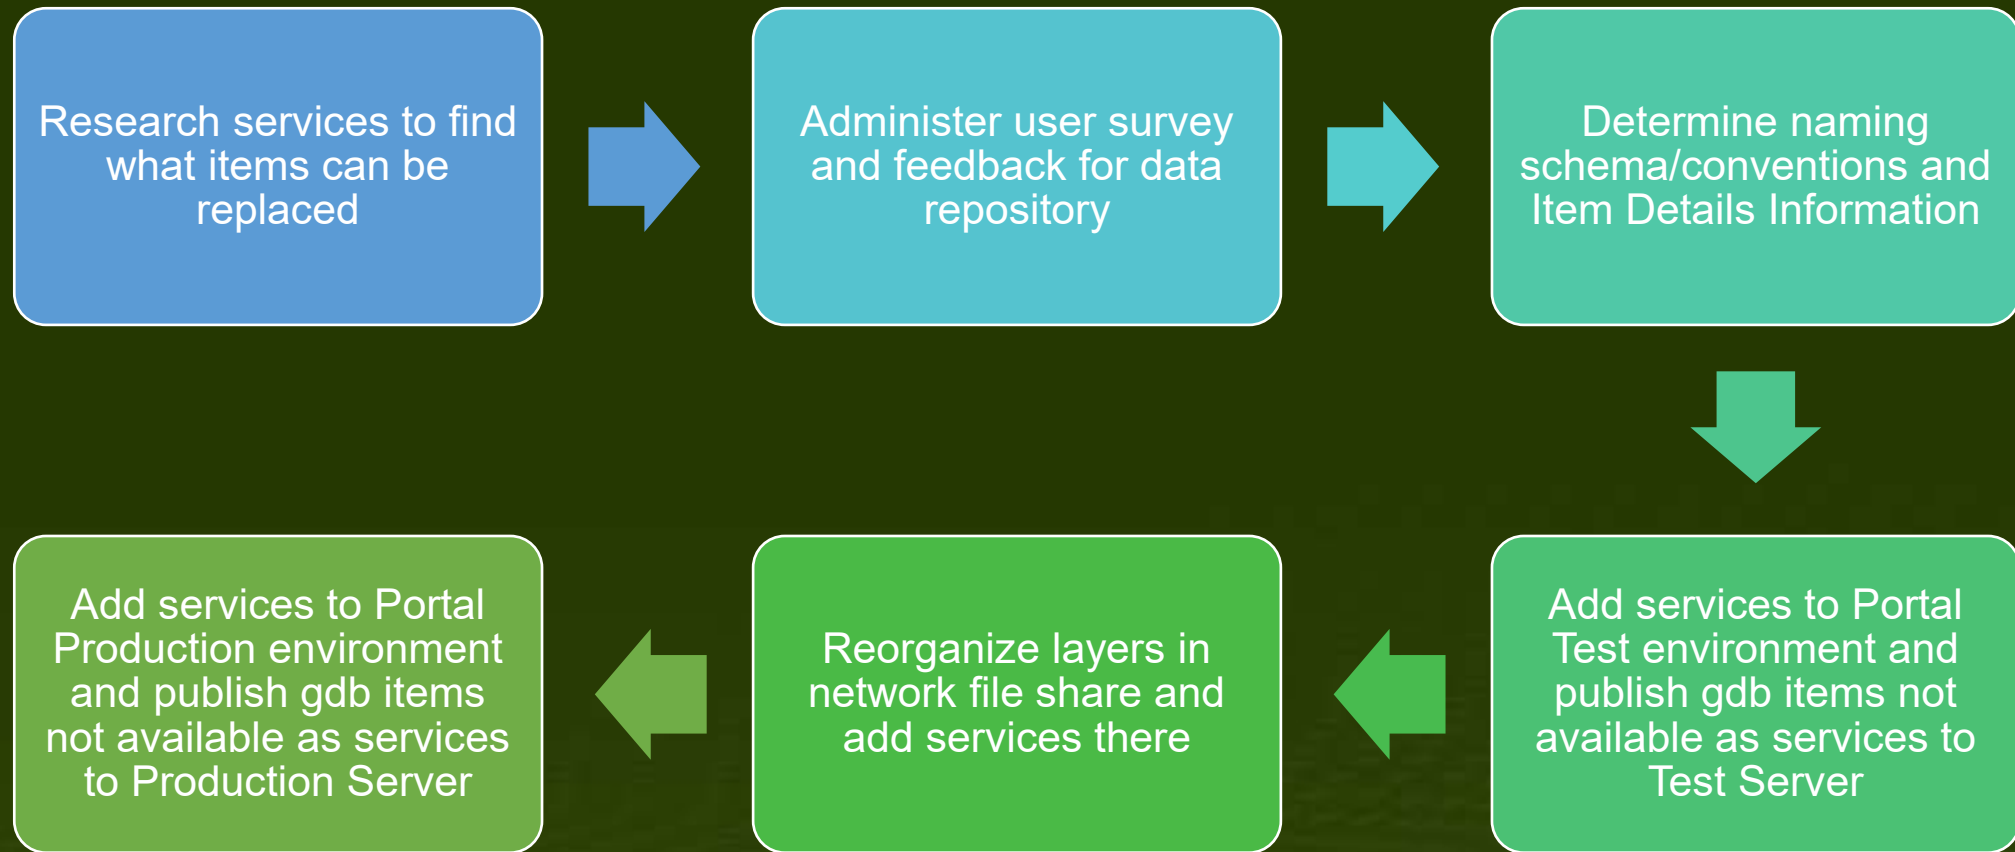 Research services to find
what items can be
replaced
Administer user survey
and feedback for data
repository
Determine naming
schema/conventions and
Item Details Information
Add services to Portal
Test environment and
publish gdb items not
available as services to
Test Server
Reorganize layers in
network file share and
add services there
Add services to Portal
Production environment
and publish gdb items
not available as services
to Production Server